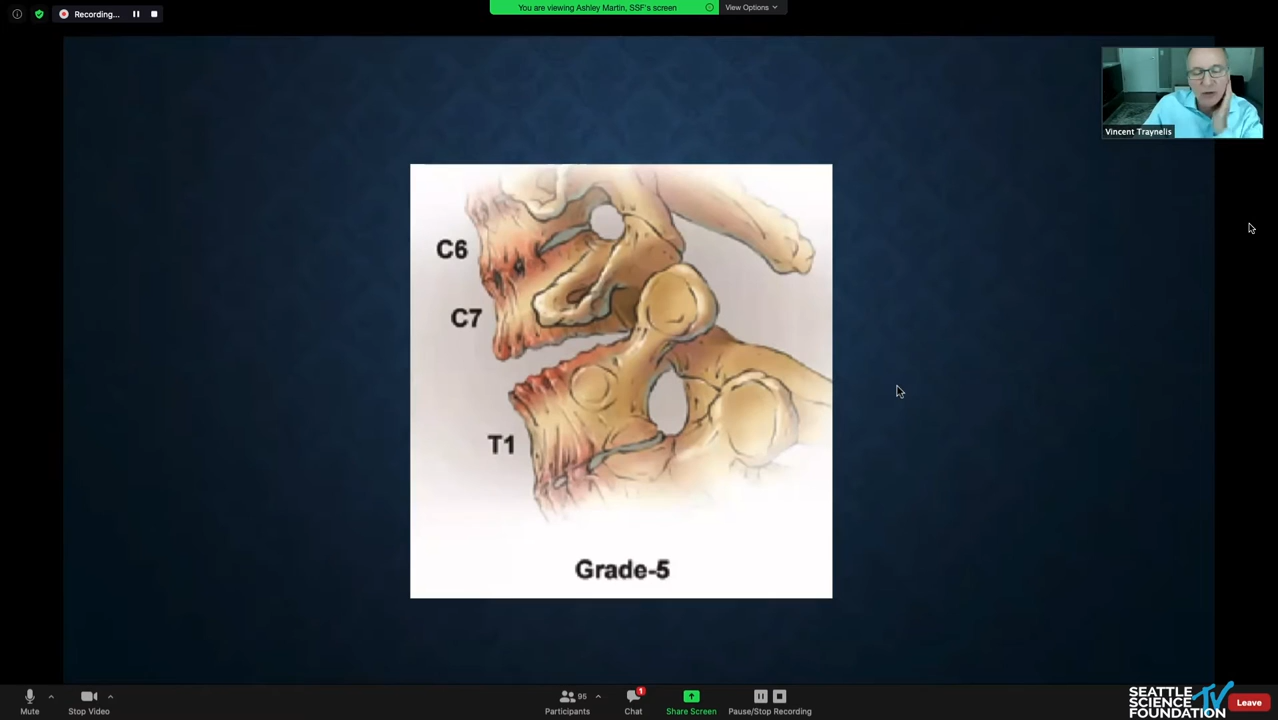 Recording...
You are viewing Ashley Martin, SSF's screen
View Options
Vincent Traynelis
C6
C7
T1
Grade-5
Mute
Stop Video
95
Participants
1
Chat
Share Screen
Pause/Stop Recording
SEATTLE
SCIENCE
FOUNDATION
TV
Leave